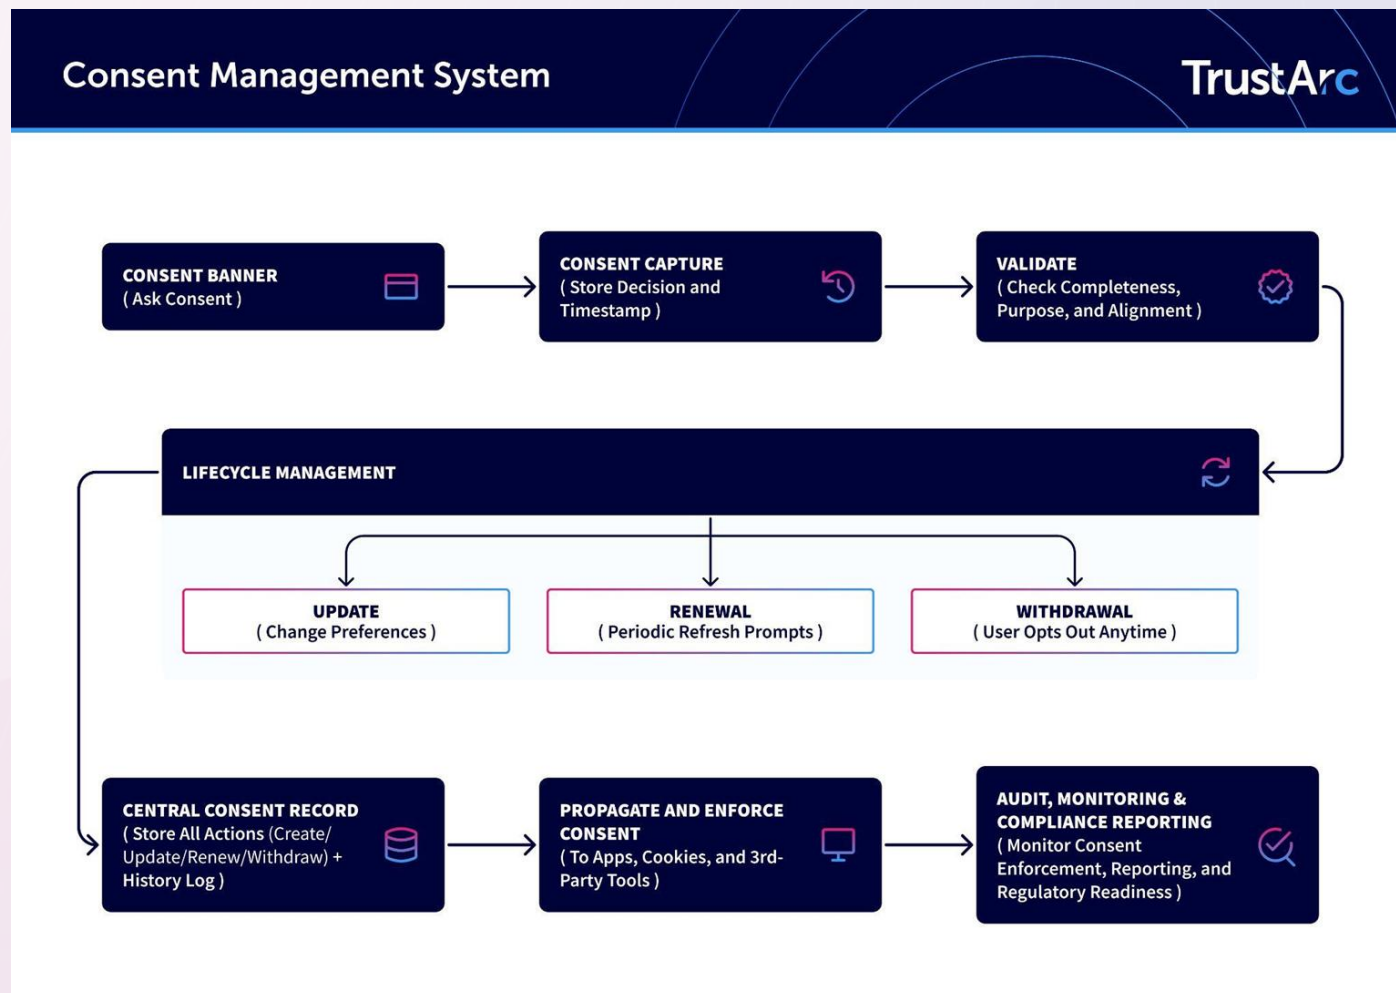 Consent Management System
TrustArc
CONSENT BANNER
( Ask Consent )
CONSENT CAPTURE
( Store Decision and
Timestamp )
VALIDATE
( Check Completeness,
Purpose, and Alignment )
LIFECYCLE MANAGEMENT
UPDATE
( Change Preferences )
RENEWAL
( Periodic Refresh Prompts )
WITHDRAWAL
( User Opts Out Anytime )
CENTRAL CONSENT RECORD
( Store All Actions (Create/
Update/Renew/Withdraw) +
History Log )
PROPAGATE AND ENFORCE
CONSENT
( To Apps, Cookies, and 3rd-
Party Tools )
AUDIT, MONITORING &
COMPLIANCE REPORTING
( Monitor Consent
Enforcement, Reporting, and
Regulatory Readiness )